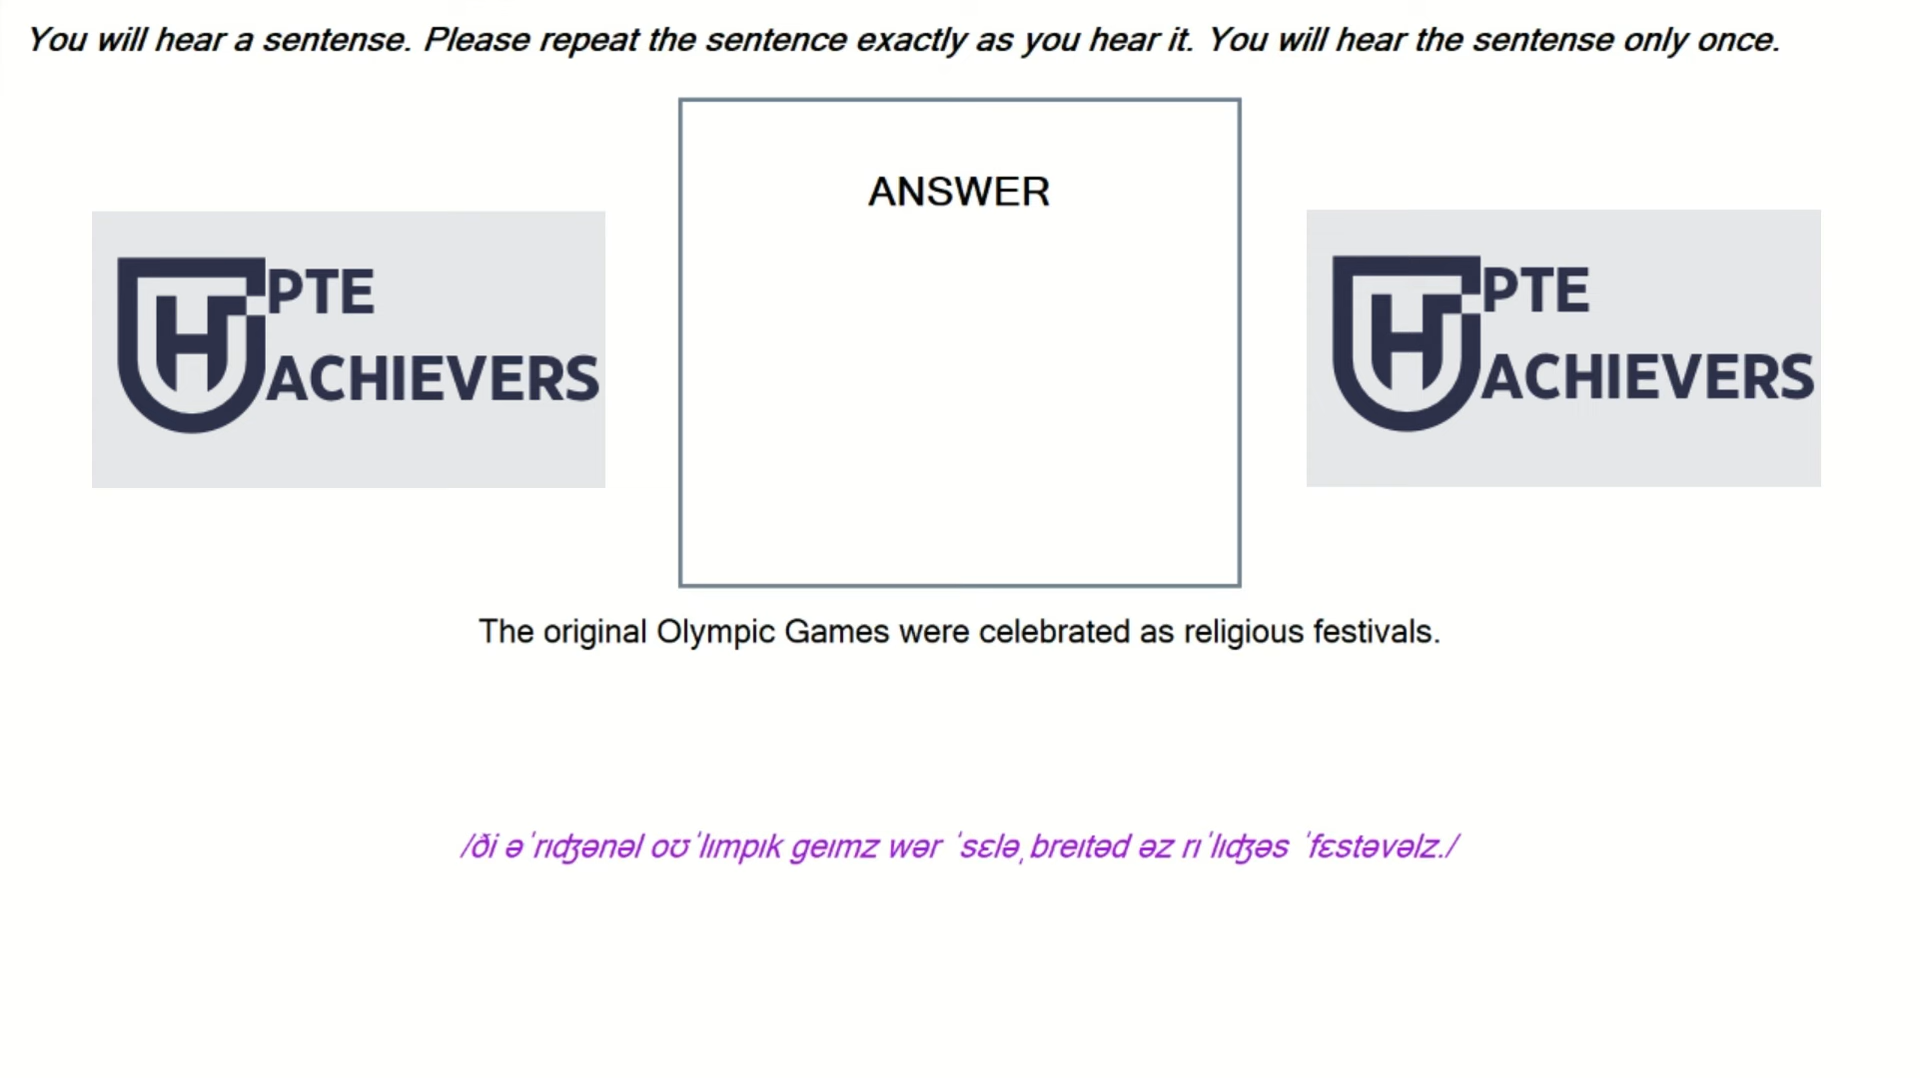 You will hear a sentense. Please repeat the sentence exactly as you hear it. You will hear the sentense only once.
ANSWER
PTE
ACHIEVERS
PTE
ACHIEVERS
The original Olympic Games were celebrated as religious festivals.
/ði əˈrɪʤənəl oʊˈlɪmpɪk geɪmz wər ˈsɛləˌbreɪtəd əz rɪˈlɪʤəs ˈfɛstəvəlz./